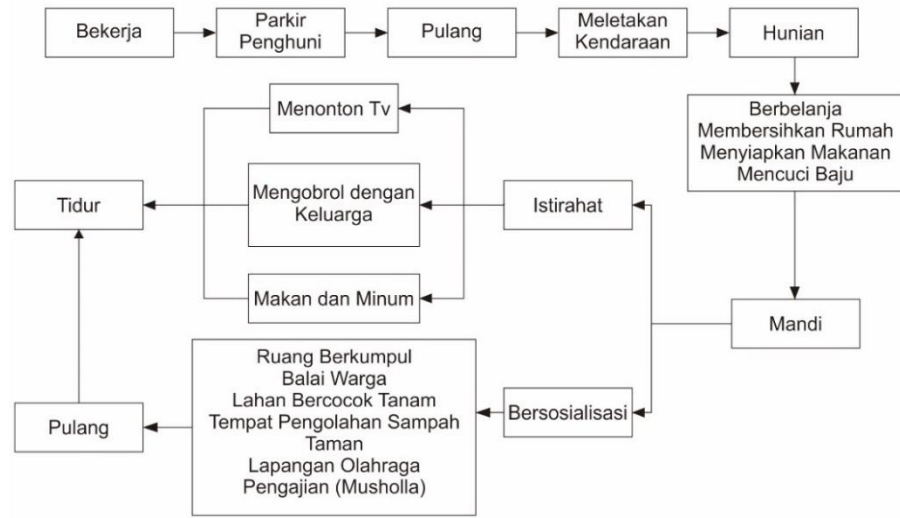 Bekerja
Parkir
Penghuni
Pulang
Meletakan
Kendaraan
Hunian
Berbelanja
Membersihkan Rumah
Menyiapkan Makanan
Mencuci Baju
Mandi
Istirahat
Menonton Tv
Mengobrol dengan
Keluarga
Makan dan Minum
Tidur
Bersosialisasi
Ruang Berkumpul
Balai Warga
Lahan Bercocok Tanam
Tempat Pengolahan Sampah
Taman
Lapangan Olahraga
Pengajian (Musholla)
Pulang